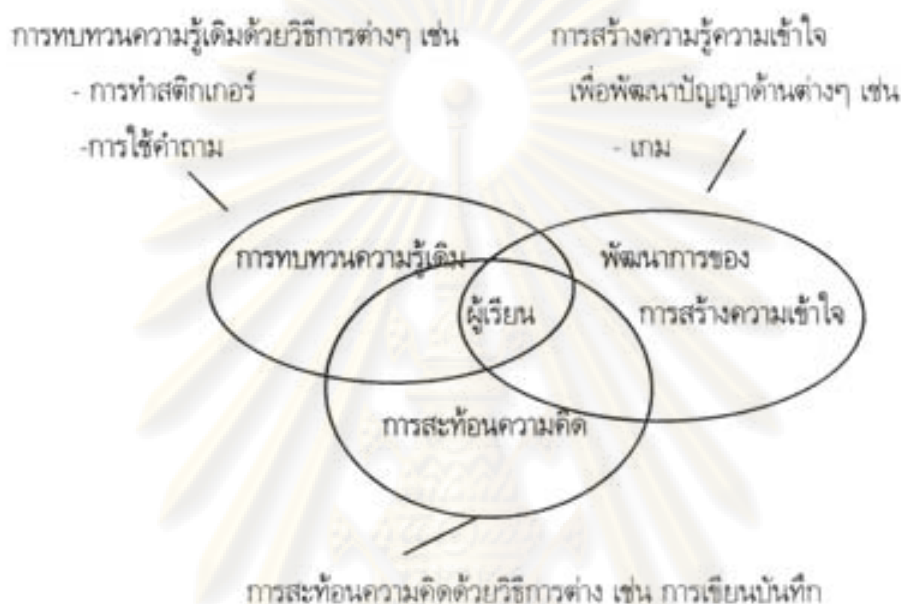 การทบทวนความรู้เดิมด้วยวิธีการต่างๆ เช่น
- การทำสติกเกอร์
-การใช้คำถาม
การสร้างความรู้ความเข้าใจ
เพื่อพัฒนาปัญญาด้านต่างๆ เช่น
- เกม
การทบทวนความรู้เดิม
พัฒนาการของ
ผู้เรียน
การสร้างความเข้าใจ
การสะท้อนความคิด
การสะท้อนความคิดด้วยวิธีการต่าง เช่น การเขียนบันทึก